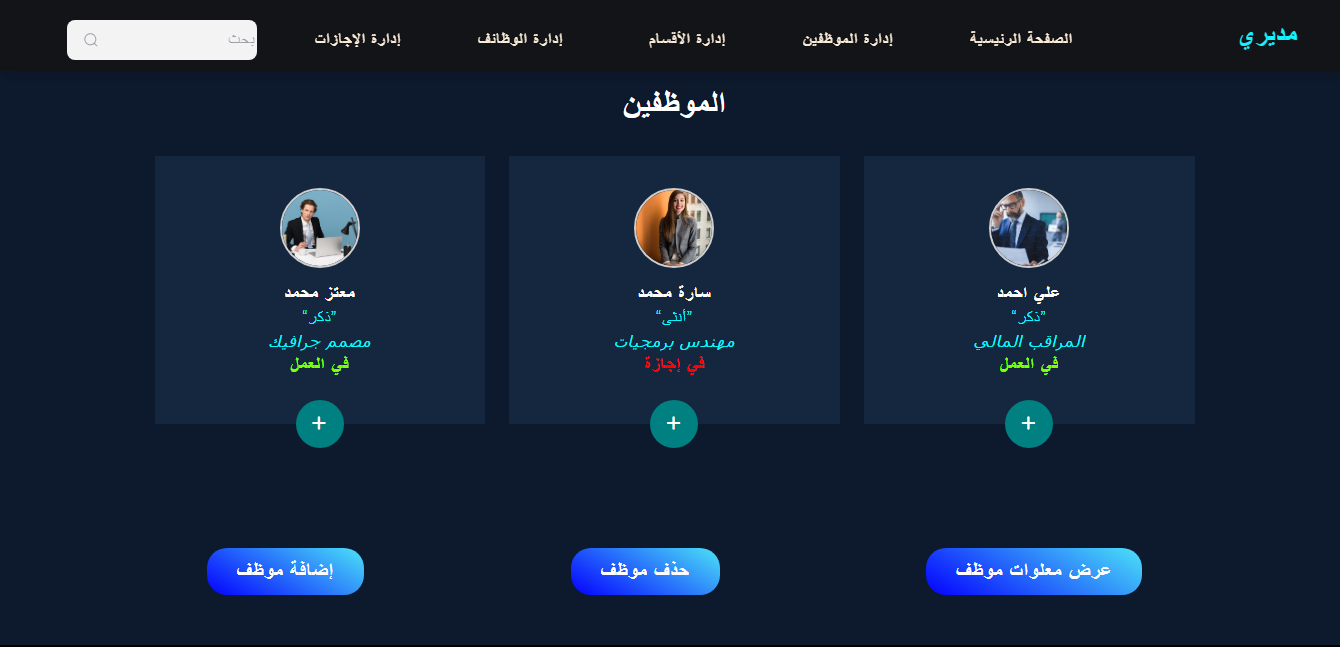 مديري
الصفحة الرئيسية
إدارة الموظفين
إدارة الأقسام
إدارة الوظائف
إدارة الإجازات
بحث
الموظفين
علي احمد
"ذكر"
المراقب المالي
في العمل
+
سارة محمد
"أنثى"
مهندس برمجيات
في إجازة
+
معتز محمد
"ذكر"
مصمم جرافيك
في العمل
+
عرض معلوات موظف
حذف موظف
إضافة موظف